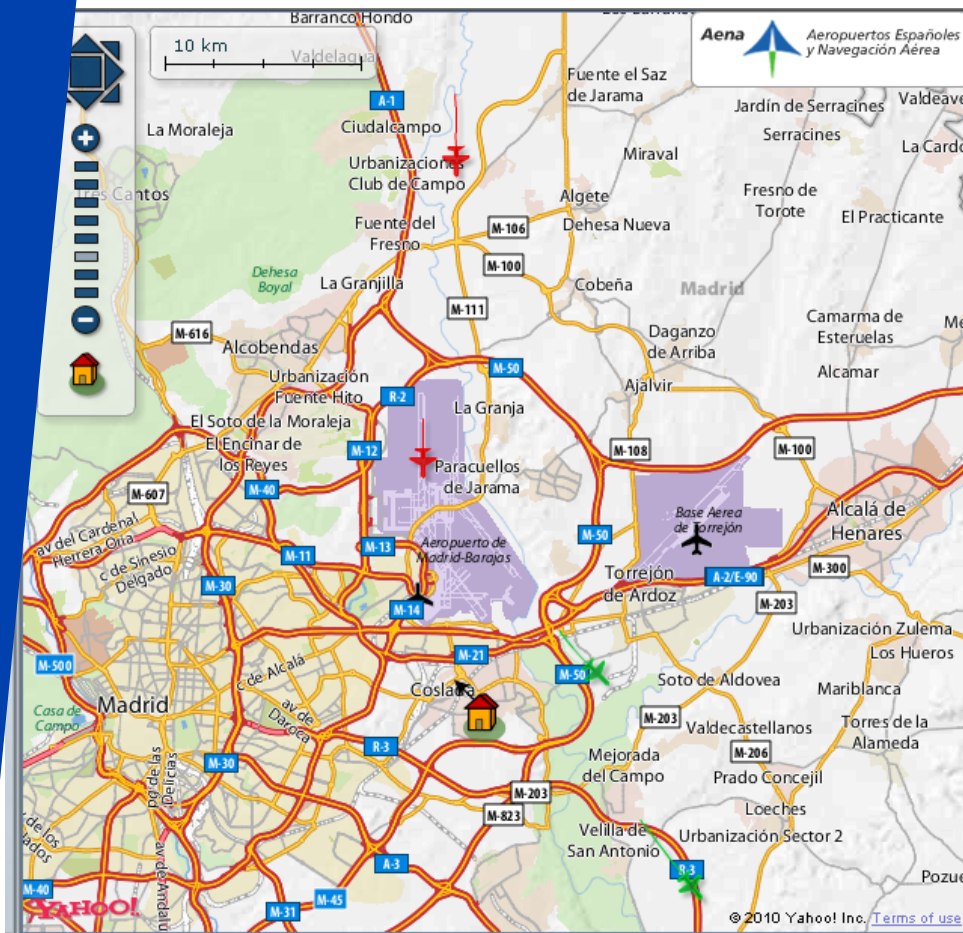 Barranco Hondo
10 km
Valdelagua
Aena
Aeropuertos Españoles
y Navegación Aérea
Fuente el Saz
de Jarama
A-1
Jardín de Serracines
Ciudalcampo
La Moraleja
Serracines
Miraval
Urbanizaciones
Club de Campo
Tres Cantos
Algete
Fresno de
Torote
El Practicante
Fuente del
Fresno
M-106
Dehesa Nueva
M-100
Dehesa
Boyal
La Granjilla
Cobeña
Madrid
M-111
Camarma de
Esteruelas
M-616
Daganzo
de Arriba
Alcobendas
M-50
Alcamar
Urbanización
Fuente Hito
Ajalvir
R-2
La Granja
El Soto de la Moraleja
El Encinar de
los Reyes
M-12
M-108
M-100
Paracuellos
de Jarama
M-607
M-40
Alcalá de
Henares
Base Aerea
de Torrejón
av del Cardenal
Herrera Oria
M-50
M-13
Aeropuerto de
Madrid-Barajas
M-11
c de Sinesio
Delgado
M-300
M-30
Torrejón
de Ardoz
A-2/E-90
M-203
M-14
Urbanización Zulema
M-21
Los Hueros
M-500
c de Alcalá
M-50
Soto de Aldovea
Coslada
Mariblanca
Madrid
Casa de
Campo
av de
Daroca
M-203
Valdecastellanos
Torres de la
Alameda
R-3
M-206
Mejorada
del Campo
M-30
pº de las
Delicias
Prado Concejil
M-203
Loeches
M-823
Velilla de
San Antonio
Urbanización Sector 2
A-3
R-3
M-40
M-45
M-31
YAHOO!
© 2010 Yahoo! Inc. Terms of use